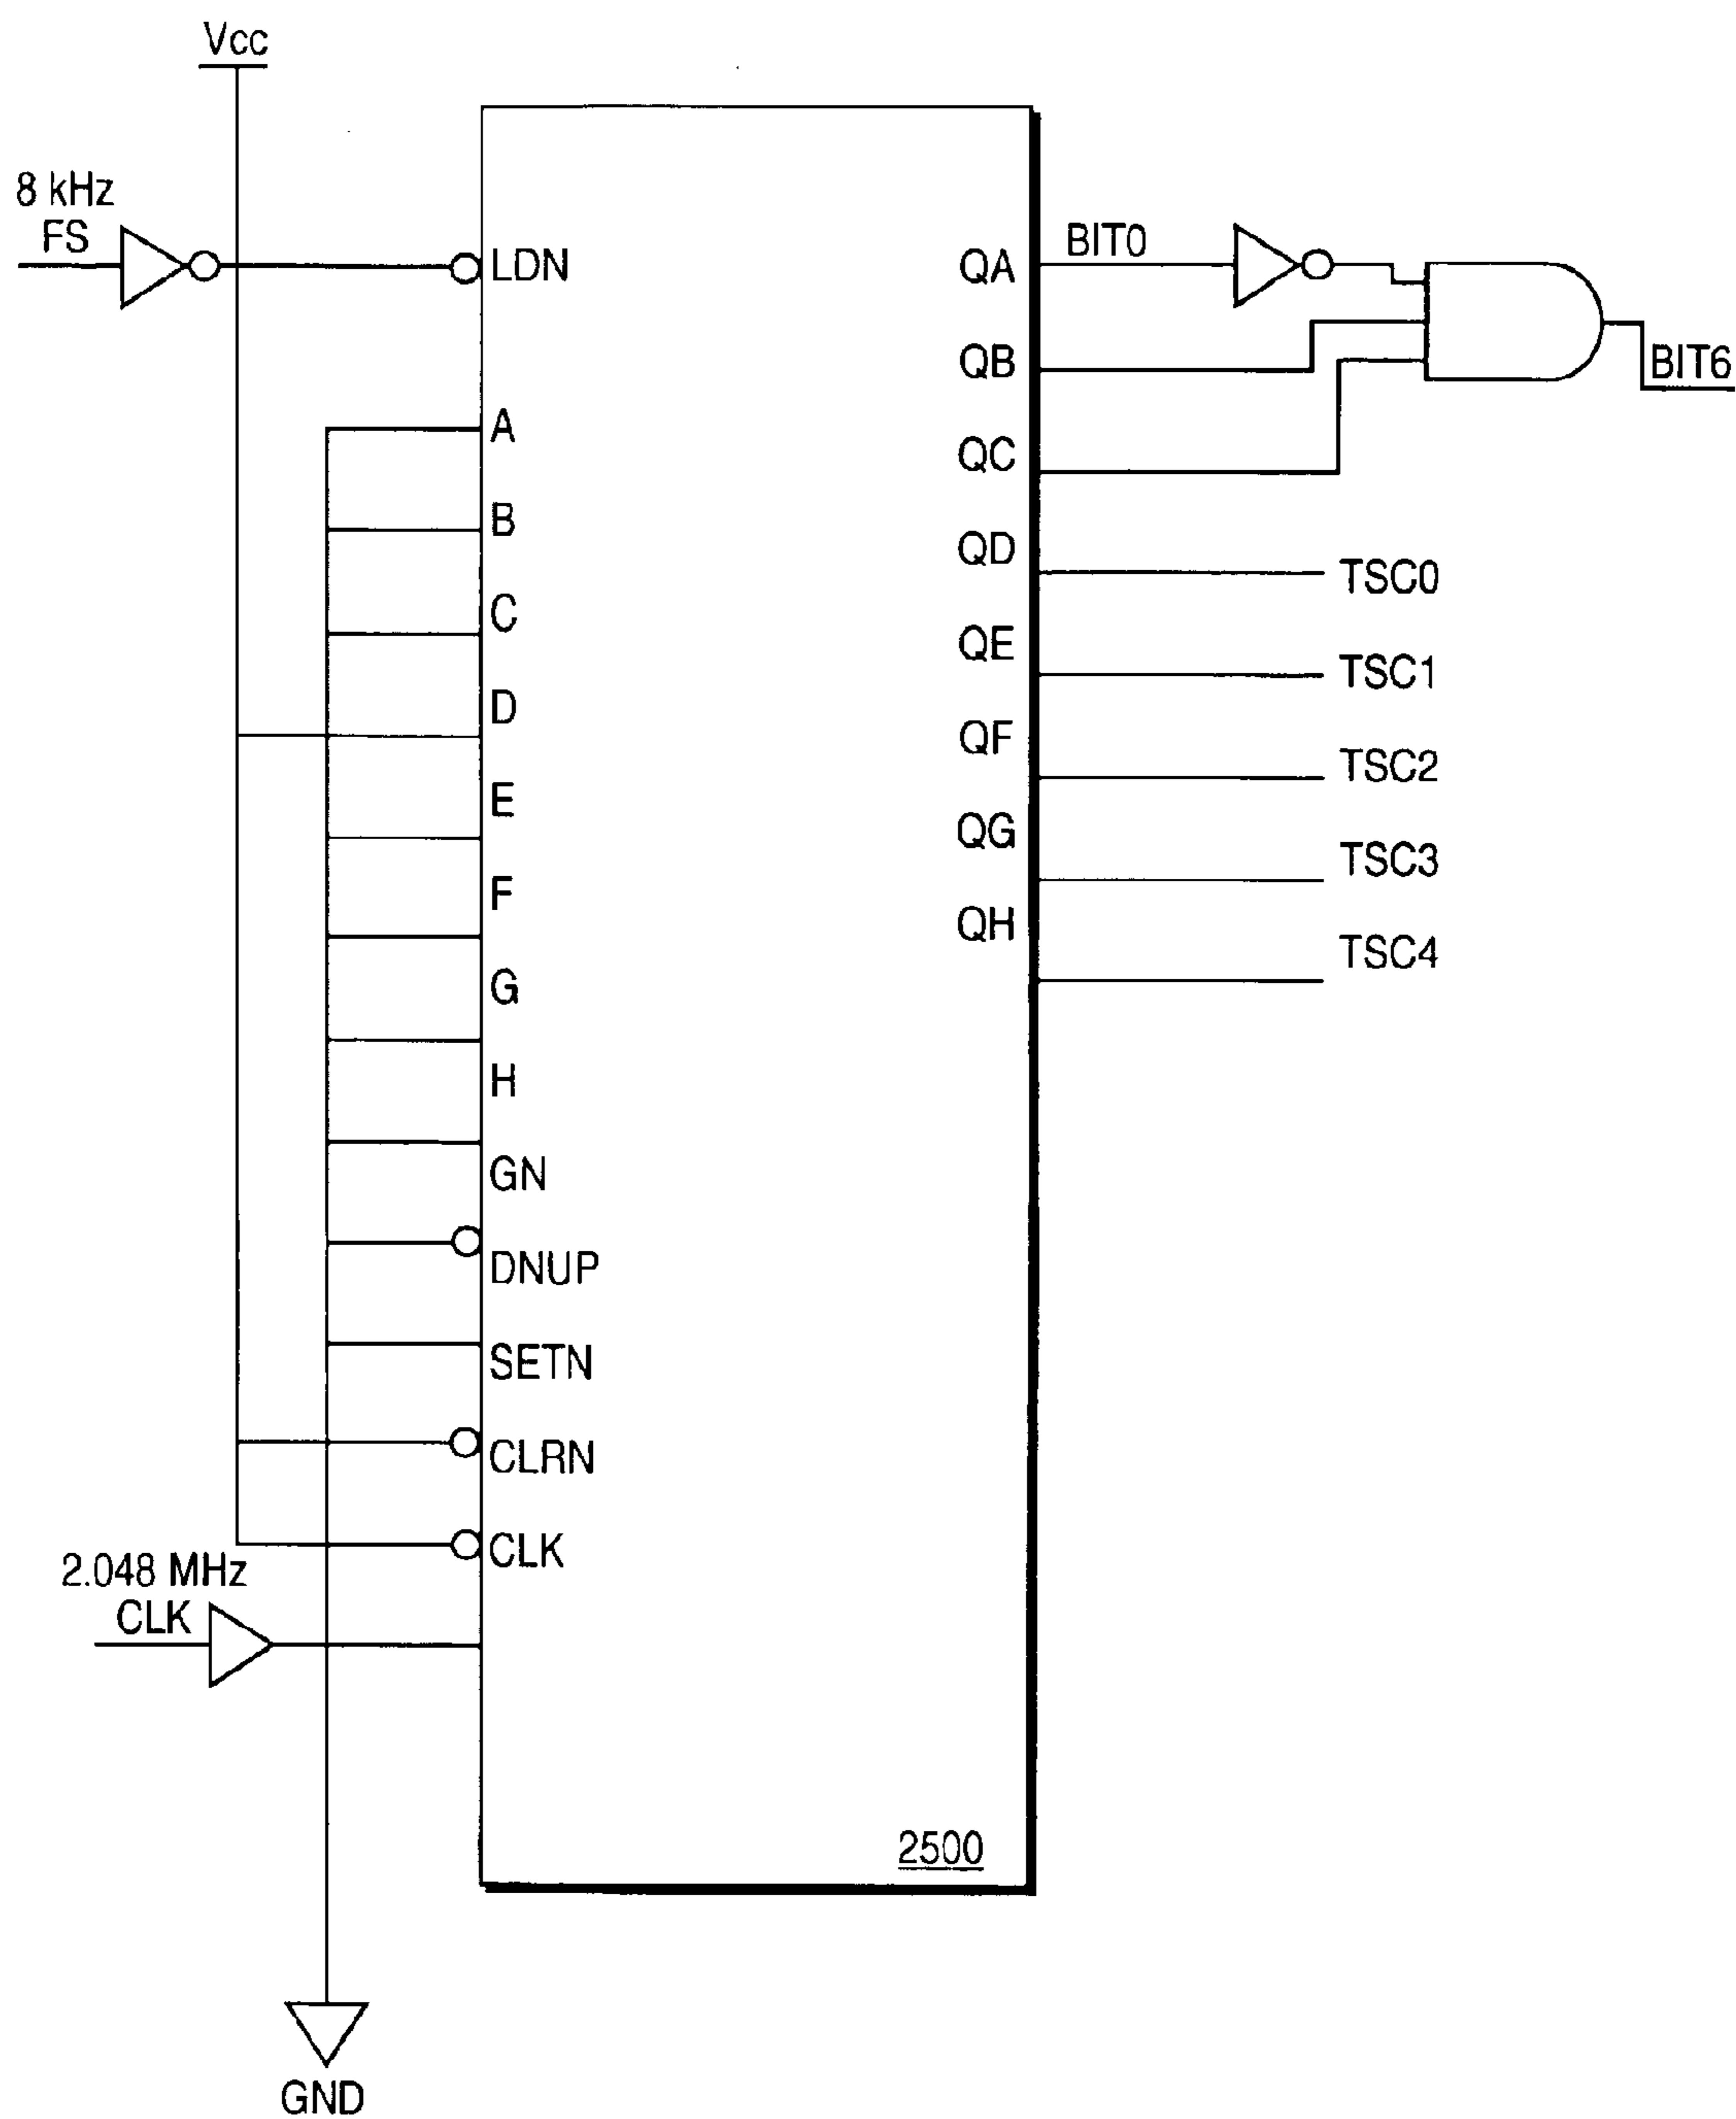 Vcc
8 kHz
FS
LDN
A
B
C
D
E
F
G
H
GN
DNUP
SETN
CLRN
CLK
2.048 MHz
CLK
GND
QA
QB
QC
QD
QE
QF
QG
QH
BIT0
BIT6
TSC0
TSC1
TSC2
TSC3
TSC4
2500